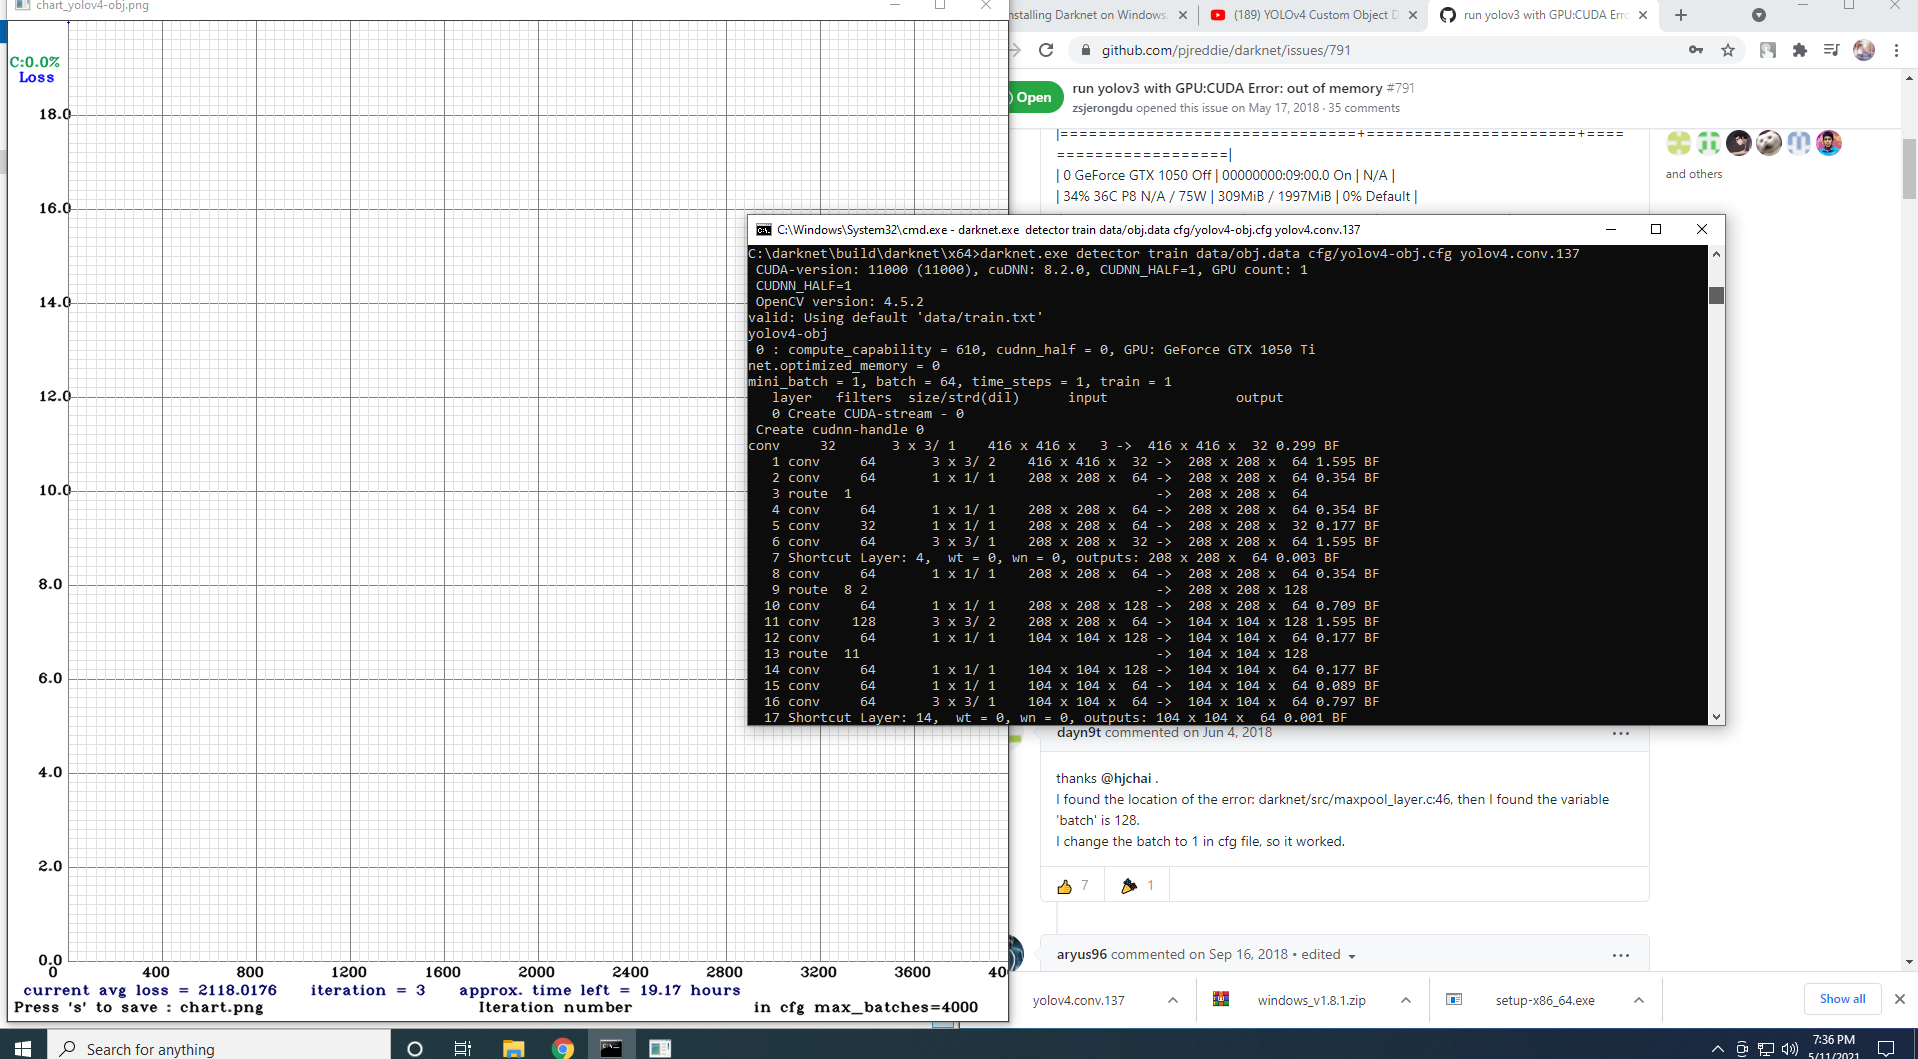 chart_yolov4-obj.png
C:0.0%
Loss
18.0
16.0
14.0
12.0
10.0
8.0
6.0
4.0
2.0
0.0
0 400 800 1200 1600 2000 2400 2800 3200 3600 40
current avg loss = 2118.0176 iteration = 3 approx. time left = 19.17 hours
Press 's' to save : chart.png Iteration number in cfg max_batches=4000
nstalling Darknet on Windows.
(189) YOLOv4 Custom Object D
run yolov3 with GPU:CUDA Erro
github.com/pjreddie/darknet/issues/791
Open
run yolov3 with GPU:CUDA Error: out of memory #791
zsjerongdu opened this issue on May 17, 2018 · 35 comments
|===============================+======================+====
==================|
| 0 GeForce GTX 1050 Off | 00000000:09:00.0 On | N/A |
| 34% 36C P8 N/A / 75W | 309MiB / 1997MiB | 0% Default |
and others
C:\Windows\System32\cmd.exe - darknet.exe detector train data/obj.data cfg/yolov4-obj.cfg yolov4.conv.137
C:\darknet\build\darknet\x64>darknet.exe detector train data/obj.data cfg/yolov4-obj.cfg yolov4.conv.137
CUDA-version: 11000 (11000), cuDNN: 8.2.0, CUDNN_HALF=1, GPU count: 1
CUDNN_HALF=1
OpenCV version: 4.5.2
valid: Using default 'data/train.txt'
yolov4-obj
0 : compute_capability = 610, cudnn_half = 0, GPU: GeForce GTX 1050 Ti
net.optimized_memory = 0
mini_batch = 1, batch = 64, time_steps = 1, train = 1
layer filters size/strd(dil) input output
0 Create CUDA-stream - 0
Create cudnn-handle 0
conv 32 3 x 3/ 1 416 x 416 x 3 -> 416 x 416 x 32 0.299 BF
1 conv 64 3 x 3/ 2 416 x 416 x 32 -> 208 x 208 x 64 1.595 BF
2 conv 64 1 x 1/ 1 208 x 208 x 64 -> 208 x 208 x 64 0.354 BF
3 route 1 -> 208 x 208 x 64
4 conv 64 1 x 1/ 1 208 x 208 x 64 -> 208 x 208 x 64 0.354 BF
5 conv 32 1 x 1/ 1 208 x 208 x 64 -> 208 x 208 x 32 0.177 BF
6 conv 64 3 x 3/ 1 208 x 208 x 32 -> 208 x 208 x 64 1.595 BF
7 Shortcut Layer: 4, wt = 0, wn = 0, outputs: 208 x 208 x 64 0.003 BF
8 conv 64 1 x 1/ 1 208 x 208 x 64 -> 208 x 208 x 64 0.354 BF
9 route 8 2 -> 208 x 208 x 128
10 conv 64 1 x 1/ 1 208 x 208 x 128 -> 208 x 208 x 64 0.709 BF
11 conv 128 3 x 3/ 2 208 x 208 x 64 -> 104 x 104 x 128 1.595 BF
12 conv 64 1 x 1/ 1 104 x 104 x 128 -> 104 x 104 x 64 0.177 BF
13 route 11 -> 104 x 104 x 128
14 conv 64 1 x 1/ 1 104 x 104 x 128 -> 104 x 104 x 64 0.177 BF
15 conv 64 1 x 1/ 1 104 x 104 x 64 -> 104 x 104 x 64 0.089 BF
16 conv 64 3 x 3/ 1 104 x 104 x 64 -> 104 x 104 x 64 0.797 BF
17 Shortcut Layer: 14, wt = 0, wn = 0, outputs: 104 x 104 x 64 0.001 BF
dayn9t commented on Jun 4, 2018
thanks @hjchai .
I found the location of the error: darknet/src/maxpool_layer.c:46, then I found the variable
'batch' is 128.
I change the batch to 1 in cfg file, so it worked.
7 1
aryus96 commented on Sep 16, 2018 • edited
yolov4.conv.137
windows_v1.8.1.zip
setup-x86_64.exe
Show all
Search for anything
7:36 PM
5/11/2021